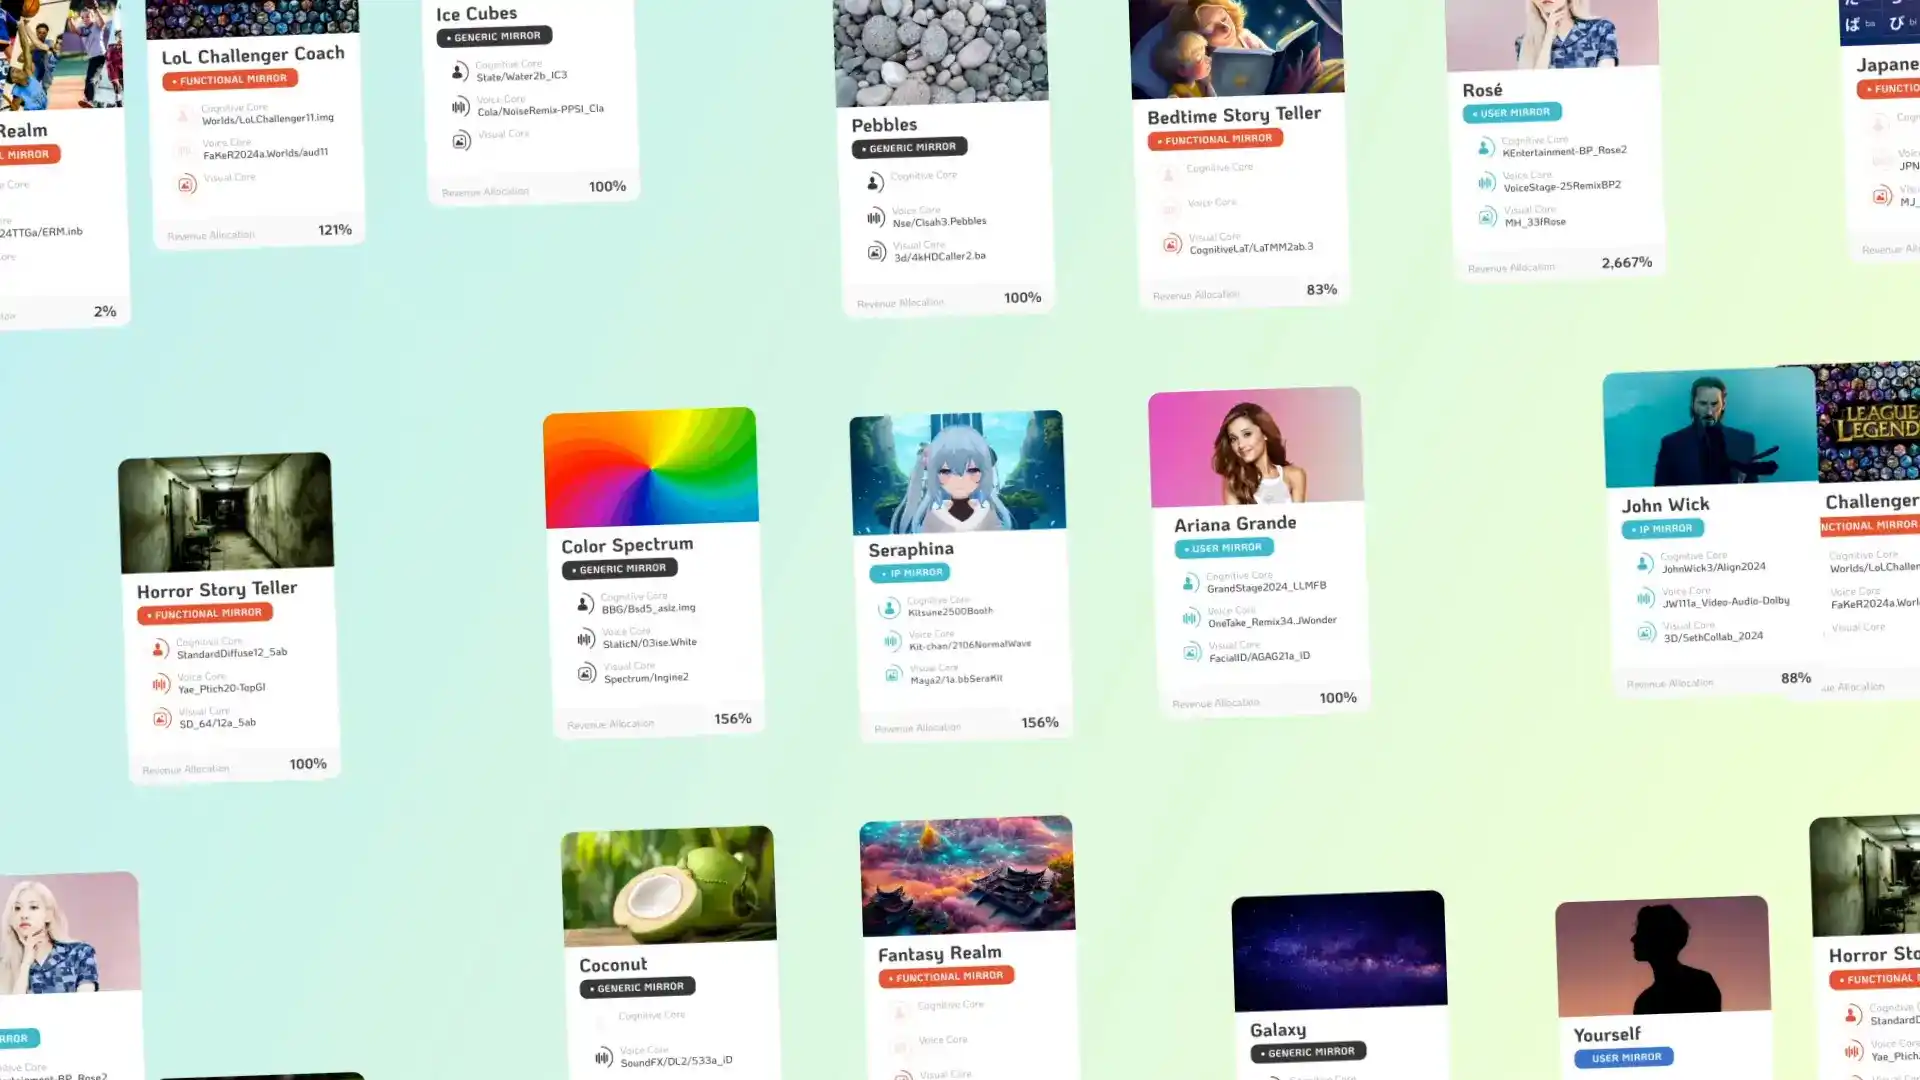 Realm
L MIRROR
24TTGa/ERM.inb
2%
LoL Challenger Coach
• FUNCTIONAL MIRROR
Cognitive Core
Worlds/LoLChallenger11.img
Voice Core
FaKeR2024a.Worlds/aud11
Visual Core
Revenue Allocation
121%
Ice Cubes
• GENERIC MIRROR
Cognitive Core
State/Water2b_IC3
Voice Core
Cola/NoiseRemix-PPSI_Cla
Visual Core
Revenue Allocation
100%
Pebbles
• GENERIC MIRROR
Cognitive Core
Voice Core
Nse/Clsah3.Pebbles
Visual Core
3d/4kHDCaller2.ba
Revenue Allocation
100%
Bedtime Story Teller
• FUNCTIONAL MIRROR
Cognitive Core
Voice Core
Visual Core
CognitiveLaT/LaTMM2ab.3
Revenue Allocation
83%
Rosé
• USER MIRROR
Cognitive Core
KEntertainment-BP_Rose2
Voice Core
VoiceStage-25RemixBP2
Visual Core
MH_33fRose
Revenue Allocation
2,667%
ば ba び bi
Japane
• FUNCTIO
Cogn
Voice
JPN
Visu
MJ_
Revenue All
Horror Story Teller
• FUNCTIONAL MIRROR
Cognitive Core
StandardDiffuse12_5ab
Voice Core
Yae_Ptich20-TopGI
Visual Core
SD_64/12a_5ab
Revenue Allocation
100%
Color Spectrum
• GENERIC MIRROR
Cognitive Core
BBG/Bsd5_aslz.img
Voice Core
StaticN/03ise.White
Visual Core
Spectrum/Ingine2
Revenue Allocation
156%
Seraphina
• IP MIRROR
Cognitive Core
Kitsune2500Booth
Voice Core
Kit-chan/2106NormalWave
Visual Core
Maya2/1a.bbSeraKit
Revenue Allocation
156%
Ariana Grande
• USER MIRROR
Cognitive Core
GrandStage2024_LLMFB
Voice Core
OneTake_Remix34.JWonder
Visual Core
FacialID/AGAG21a_ID
Revenue Allocation
100%
John Wick
• IP MIRROR
Cognitive Core
JohnWick3/Align2024
Voice Core
JW111a_Video-Audio-Dolby
Visual Core
3D/SethCollab_2024
Revenue Allocation
88%
LEAGUE
LEGEND
Challenger
NCTIONAL MIRROR
Cognitive Core
Worlds/LoLChallen
Voice Core
FaKeR2024a.Worl
Visual Core
ue Allocation
RROR
Core
tertainment-BP_Rose2
Coconut
• GENERIC MIRROR
Cognitive Core
Voice Core
SoundFX/DL2/533a_iD
Fantasy Realm
• FUNCTIONAL MIRROR
Cognitive Core
Voice Core
Visual Core
Galaxy
• GENERIC MIRROR
Cognitive Core
Yourself
USER MIRROR
Horror Sto
• FUNCTIONAL
Cognitive C
StandardD
Voice Core
Yae_Ptich
Visual Co